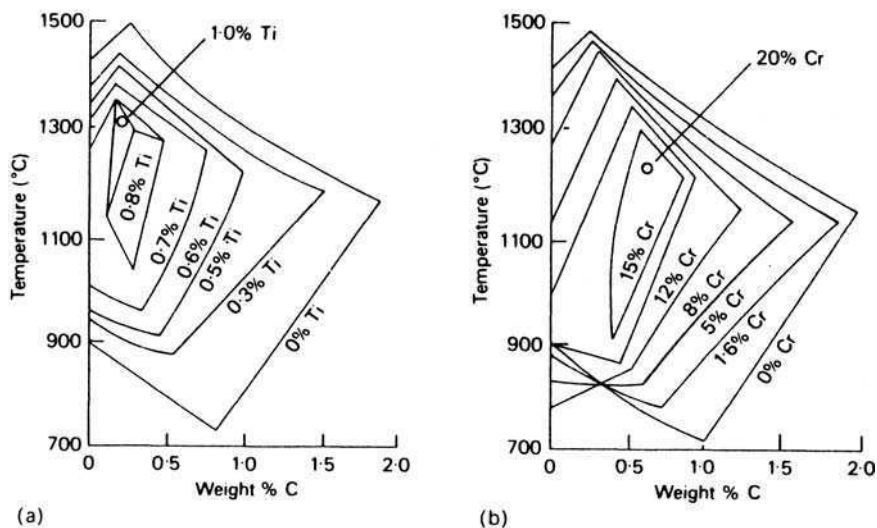 1500
1300
1100
900
700
Temperature (°C)
0
0·5
1·0
1·5
2·0
Weight % C
1·0% Ti
0·8% Ti
0·7% Ti
0·6% Ti
0·5% Ti
0·3% Ti
0% Ti
(a)
1500
1300
1100
900
700
Temperature (°C)
0
0.5
1.0
1·5
2.0
Weight % C
20% Cr
15% Cr
12% Cr
8% Cr
5% Cr
1·6% Cr
0% Cr
(b)